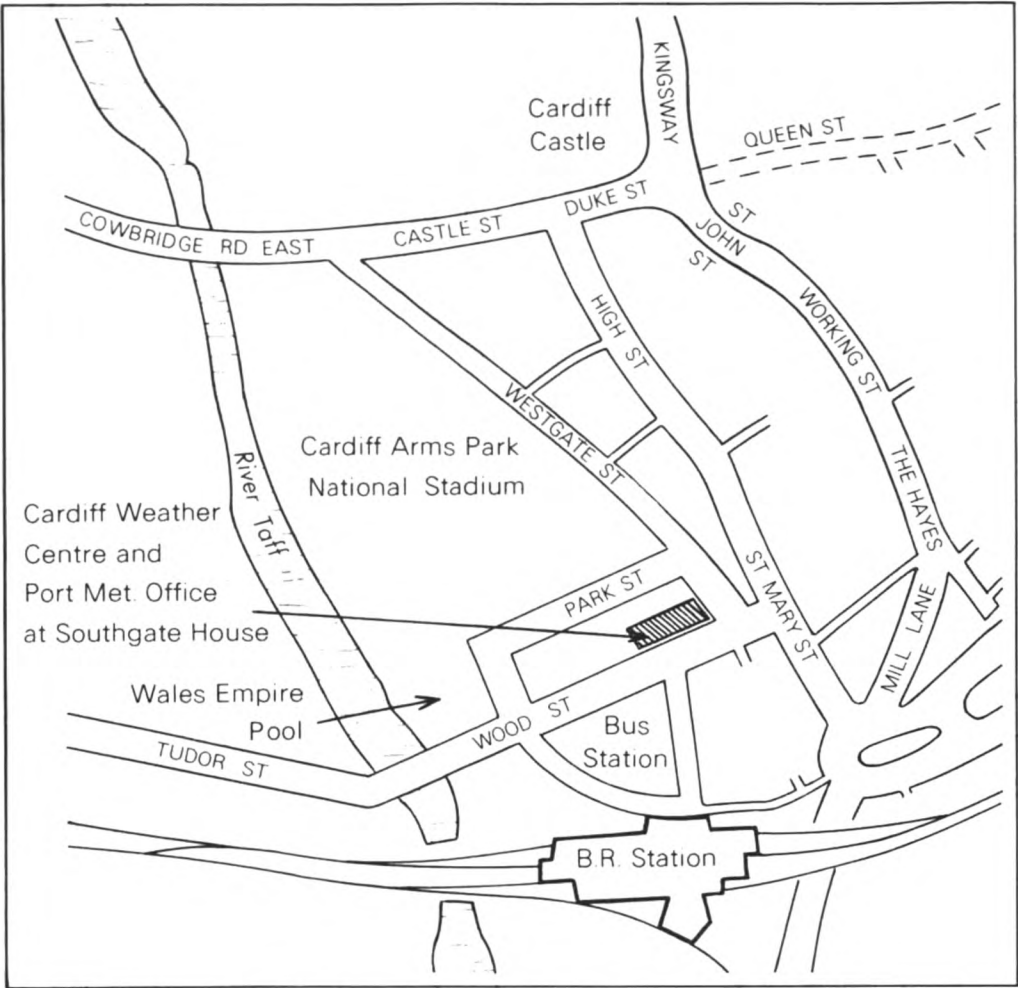 KINGSWAY
Cardiff
Castle
QUEEN ST
DUKE ST
CASTLE ST
COWBRIDGE RD EAST
ST
JOHN
ST
WORKING ST
HIGH ST
WESTGATE ST
Cardiff Arms Park
National Stadium
River Taff
THE HAYES
Cardiff Weather
Centre and
Port Met. Office
at Southgate House
PARK ST
ST MARY ST
MILL LANE
Wales Empire
Pool
WOOD ST
Bus
Station
TUDOR ST
B.R. Station